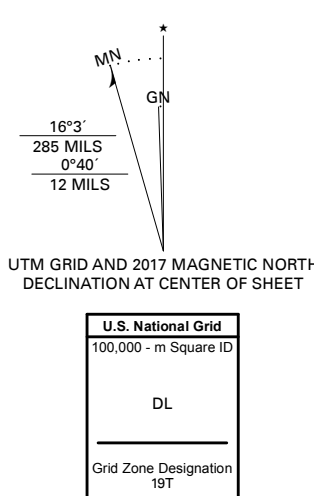 ★
MN
GN
16°3´
285 MILS
0°40´
12 MILS
UTM GRID AND 2017 MAGNETIC NORTH
DECLINATION AT CENTER OF SHEET
U.S. National Grid
100,000 - m Square ID
DL
Grid Zone Designation
19T